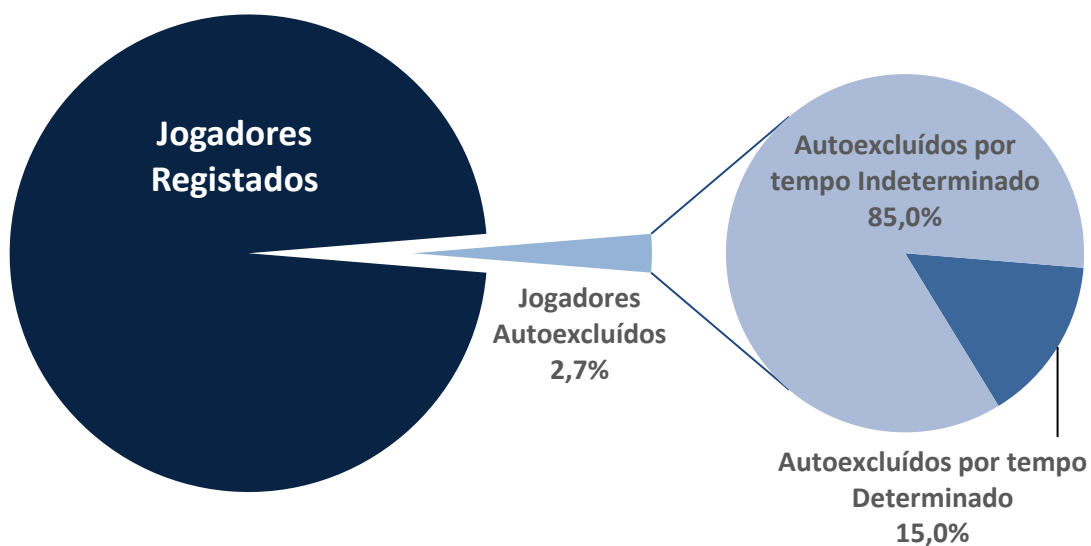 Jogadores
Registados
Jogadores
Autoexcluídos
2,7%
Autoexcluídos por
tempo Indeterminado
85,0%
Autoexcluídos por tempo
Determinado
15,0%